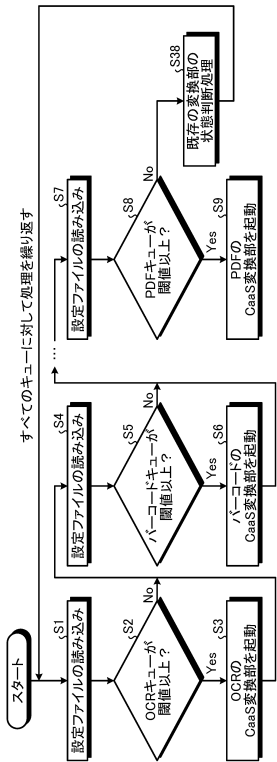 スタート
すべてのキューに対して処理を繰り返す
S1
設定ファイルの読み込み
S2
OCRキューが
閾値以上？
No
Yes
S3
OCRの
CaaS変換部を起動
S4
設定ファイルの読み込み
S5
バーコードキューが
閾値以上？
No
Yes
S6
バーコードの
CaaS変換部を起動
…
S7
設定ファイルの読み込み
S8
PDFキューが
閾値以上？
No
Yes
S9
PDFの
CaaS変換部を起動
S38
既存の変換部の
状態判断処理